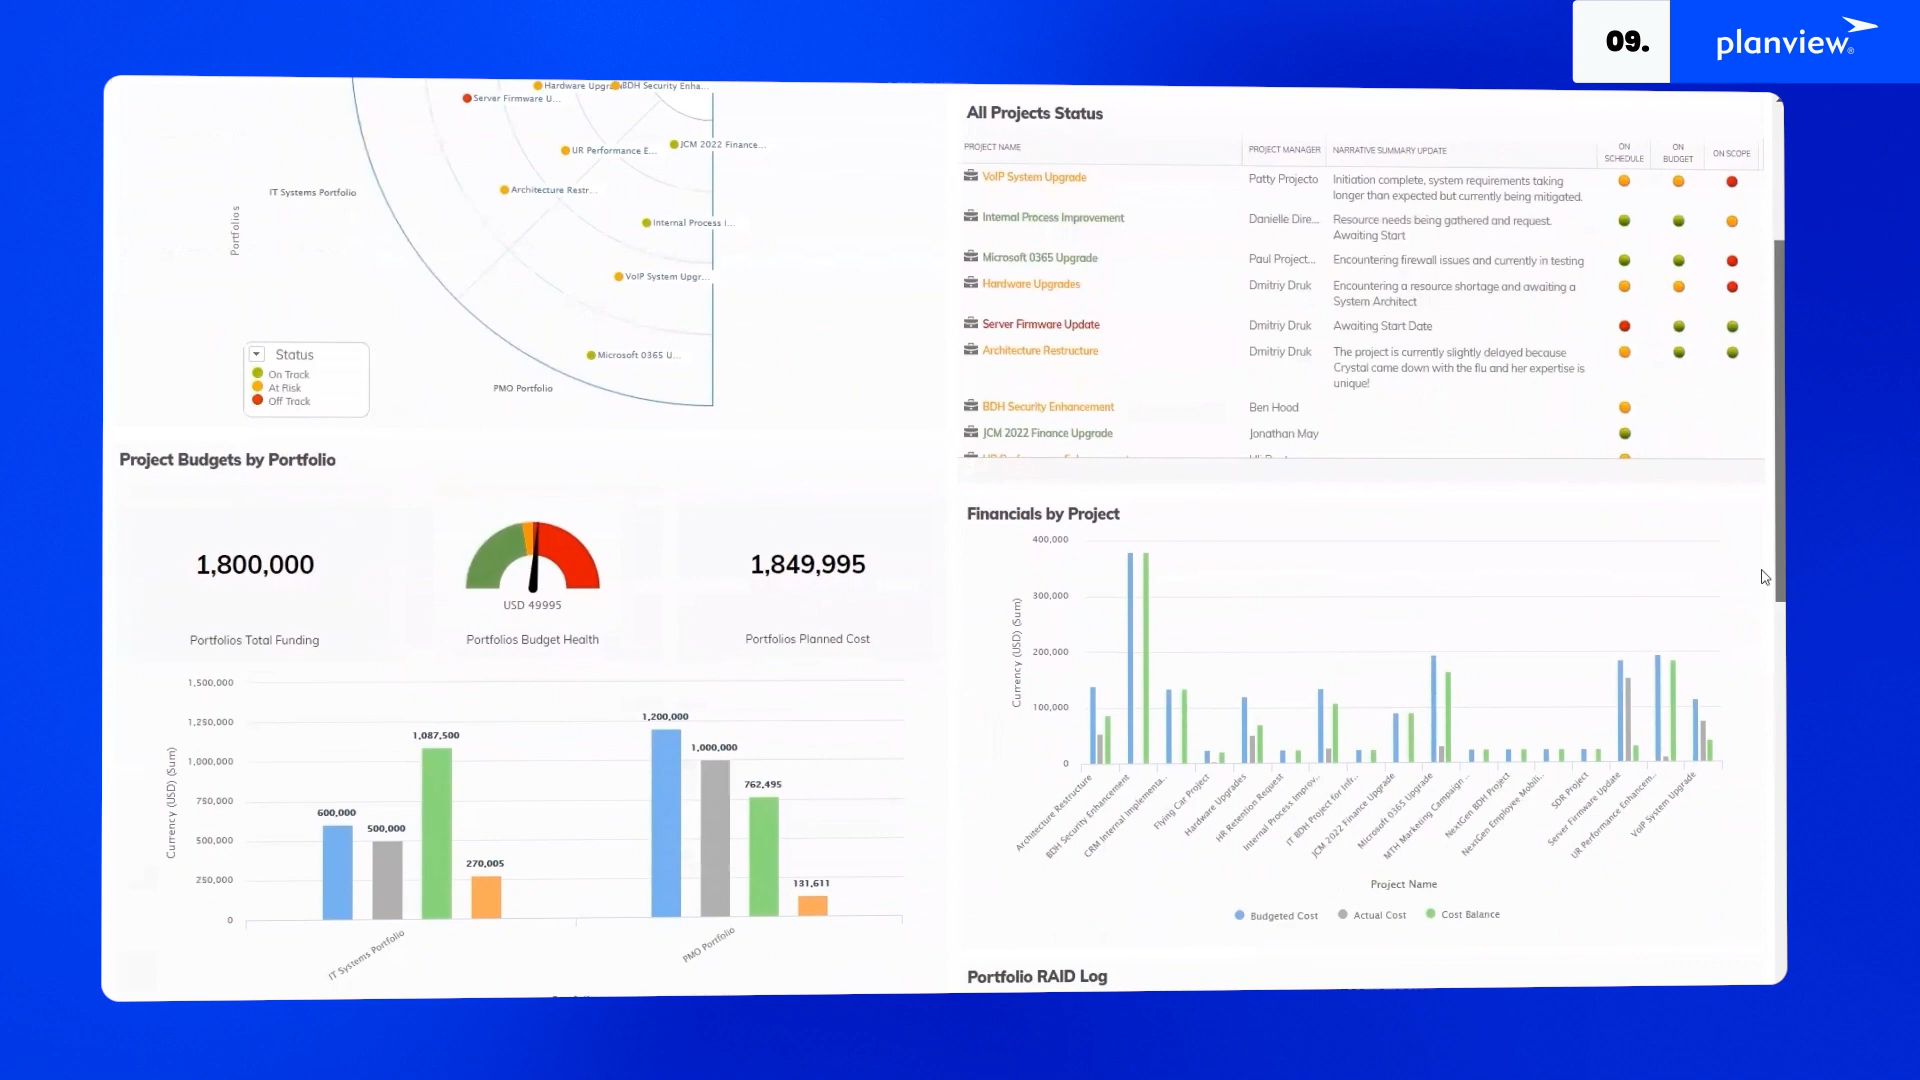 09.
planview
Hardware Upgr...
BDH Security Enha...
Server Firmware U...
JCM 2022 Finance...
UR Performance E...
Architecture Restr...
IT Systems Portfolio
Portfolios
Internal Process I...
VoIP System Upgr...
Microsoft 0365 U...
PMO Portfolio
Status
On Track
At Risk
Off Track
All Projects Status
PROJECT NAME PROJECT MANAGER NARRATIVE SUMMARY UPDATE ON SCHEDULE ON BUDGET ON SCOPE
VoIP System Upgrade Patty Projecto Initiation complete, system requirements taking
longer than expected but currently being mitigated.
Internal Process Improvement Danielle Dire... Resource needs being gathered and request.
Awaiting Start
Microsoft 0365 Upgrade Paul Project... Encountering firewall issues and currently in testing
Hardware Upgrades Dmitriy Druk Encountering a resource shortage and awaiting a
System Architect
Server Firmware Update Dmitriy Druk Awaiting Start Date
Architecture Restructure Dmitriy Druk The project is currently slightly delayed because
Crystal came down with the flu and her expertise is
unique!
BDH Security Enhancement Ben Hood
JCM 2022 Finance Upgrade Jonathan May
Project Budgets by Portfolio
1,800,000
Portfolios Total Funding
USD 49995
Portfolios Budget Health
1,849,995
Portfolios Planned Cost
Currency (USD) (Sum)
1,500,000
1,250,000
1,000,000
750,000
500,000
250,000
0
600,000
500,000
1,087,500
270,005
1,200,000
1,000,000
762,495
131,611
IT Systems Portfolio
PMO Portfolio
Financials by Project
Currency (USD) (Sum)
400,000
300,000
200,000
100,000
0
Architecture Restructure
BDH Security Enhancement
CRM Internal Implementa..
Flying Car Project
Hardware Upgrades
HR Retention Request
Internal Process Improv..
IT BDH Project for Infr..
JCM 2022 Finance Upgrade
Microsoft 0365 Upgrade
MTH Marketing Campaign ..
NextGen BDH Project
NextGen Employee Mobili..
SDR Project
Server Firmware Update
UR Performance Enhancem..
VoIP System Upgrade
Project Name
Budgeted Cost
Actual Cost
Cost Balance
Portfolio RAID Log